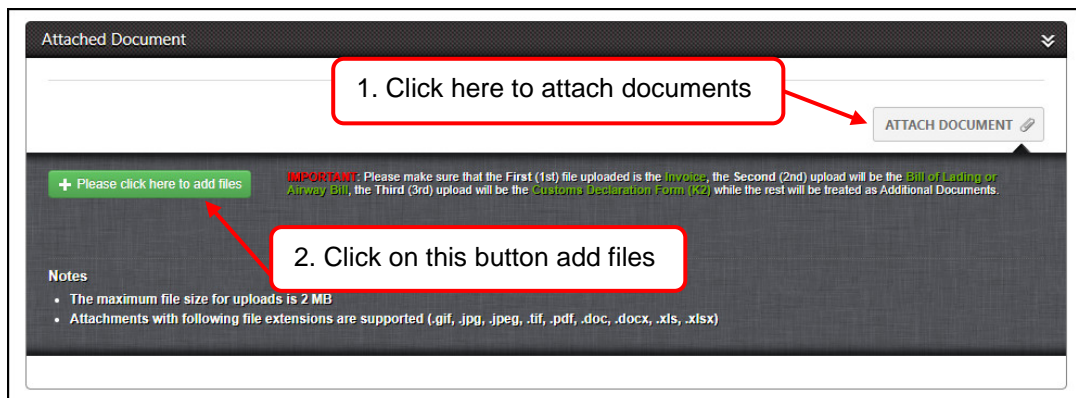 Attached Document
1. Click here to attach documents
ATTACH DOCUMENT
+ Please click here to add files
IMPORTANT: Please make sure that the First (1st) file uploaded is the Invoice, the Second (2nd) upload will be the Bill of Lading or
Airway Bill, the Third (3rd) upload will be the Customs Declaration Form (K2) while the rest will be treated as Additional Documents.
2. Click on this button add files
Notes
• The maximum file size for uploads is 2 MB
• Attachments with following file extensions are supported (.gif, .jpg, .jpeg, .tif, .pdf, .doc, .docx, .xls, .xlsx)